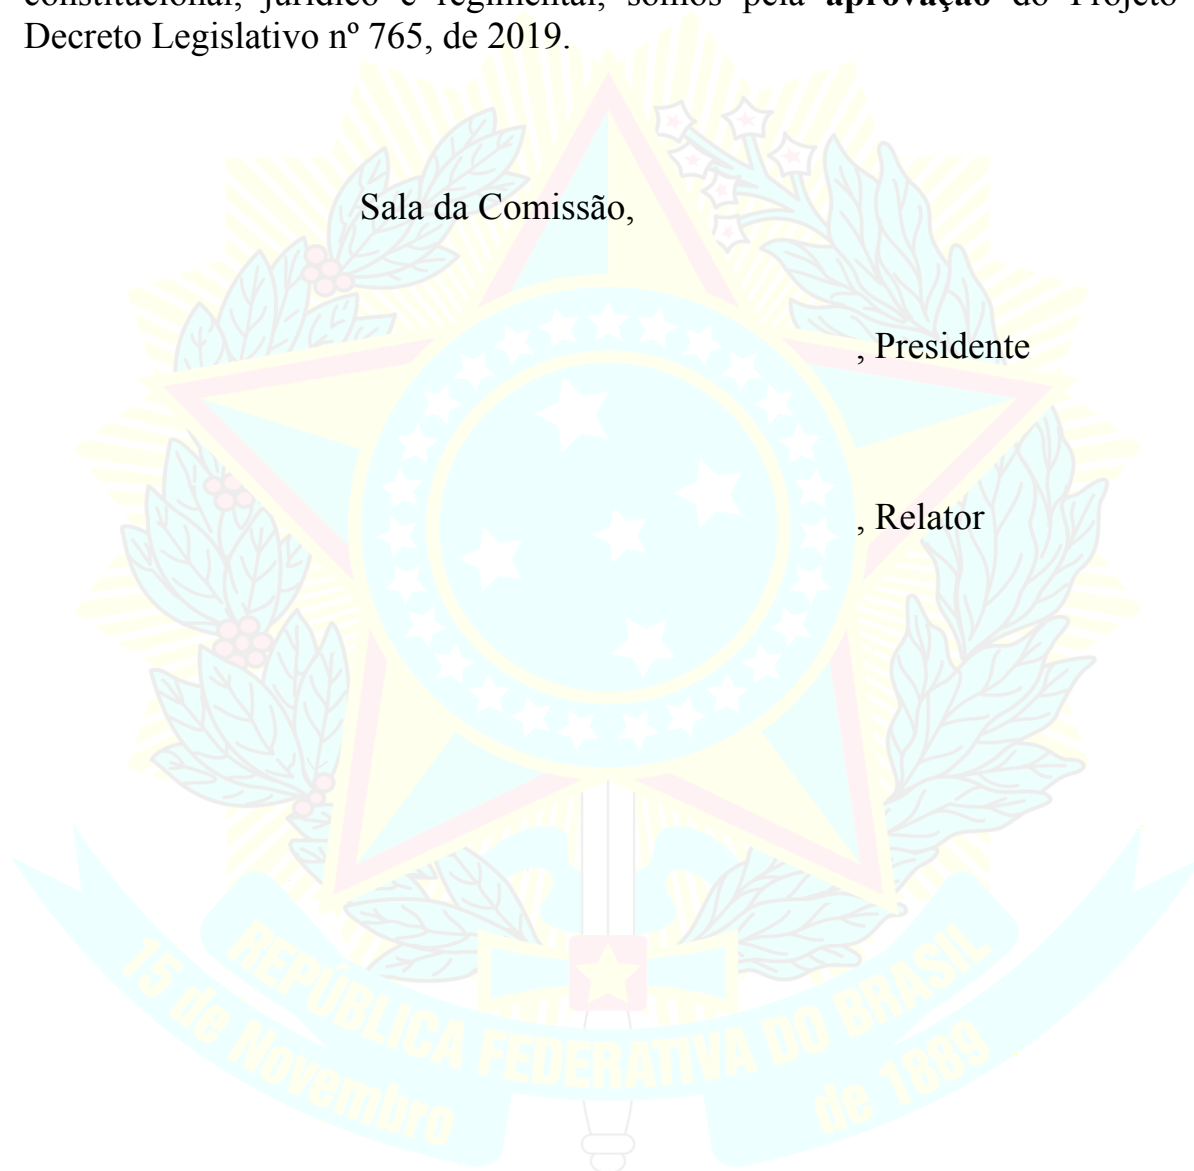 constitucional, jurídico e regimental, somos pela aprovação do Projeto
Decreto Legislativo nº 765, de 2019.
Sala da Comissão,
, Presidente
, Relator
REPÚBLICA FEDERATIVA DO BRASIL
15 de Novembro
de 1889